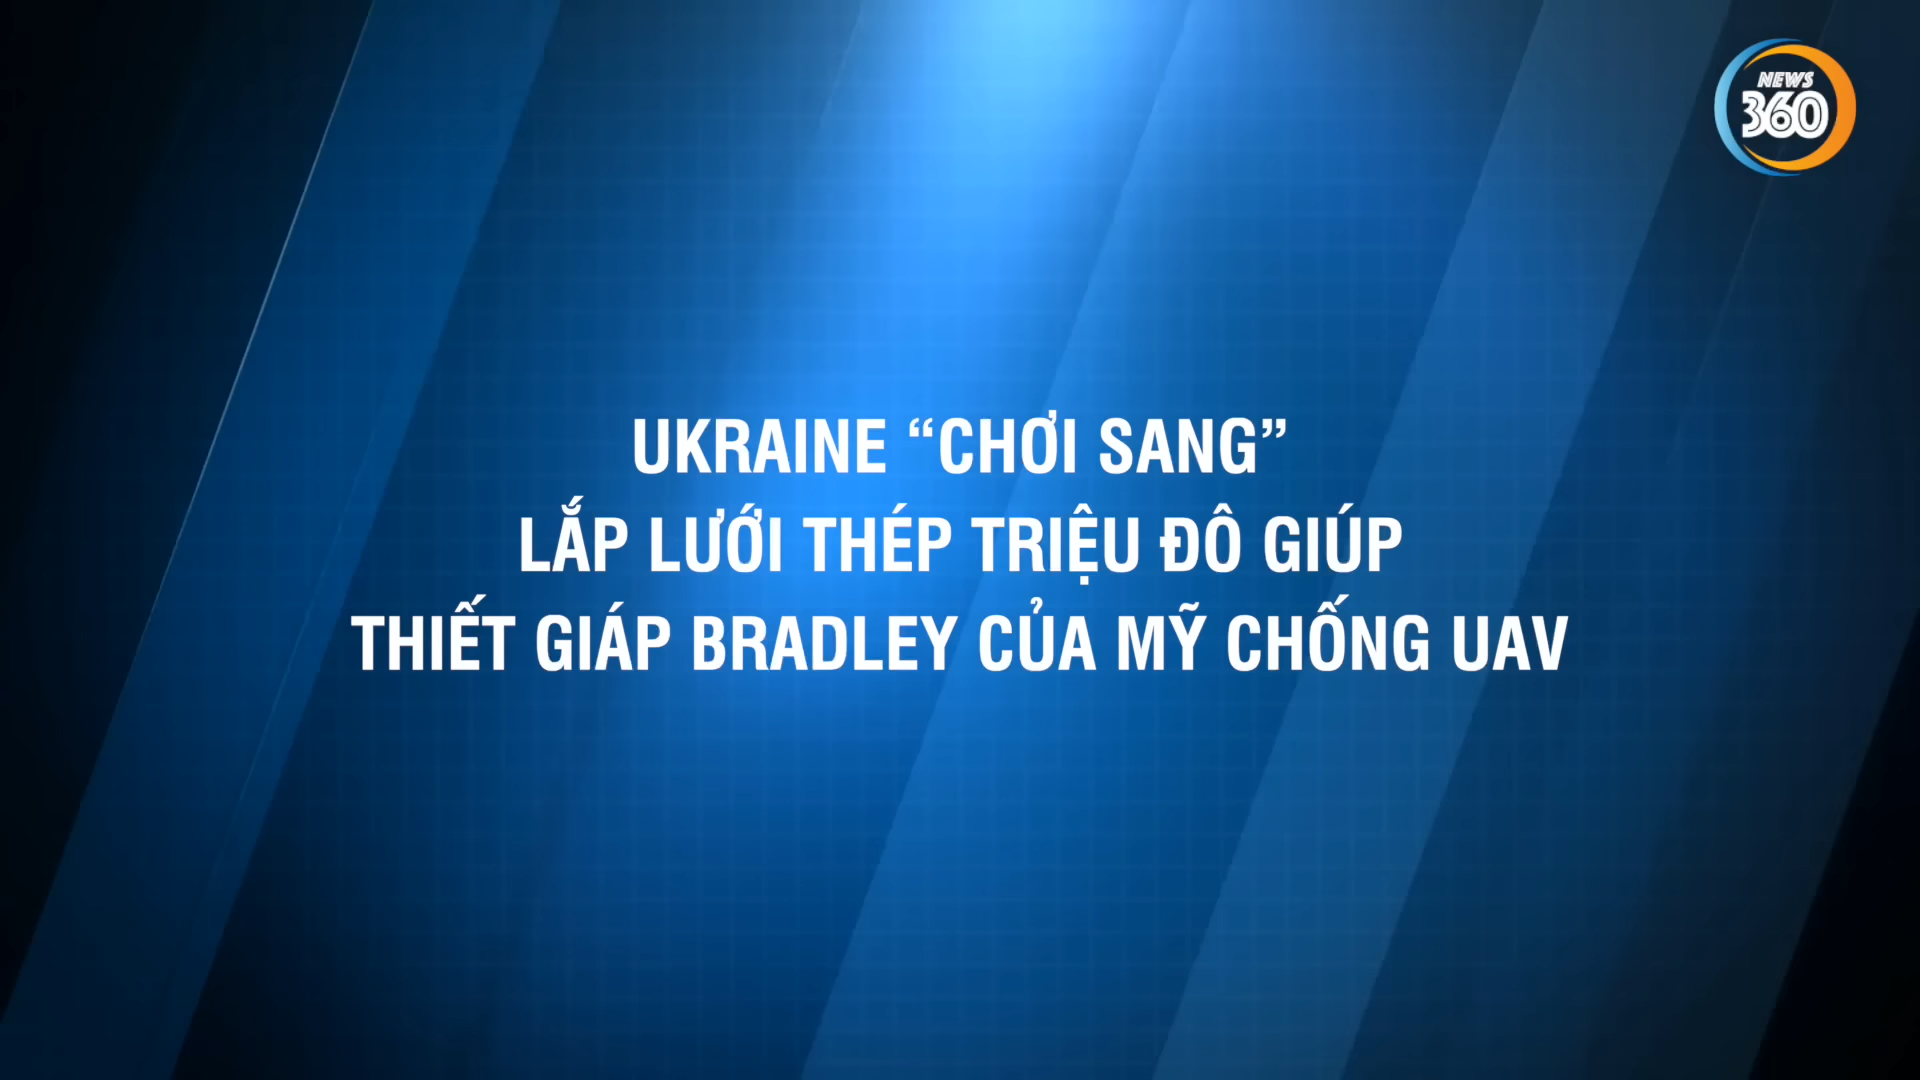 NEWS
360
UKRAINE “CHƠI SANG”
LẮP LƯỚI THÉP TRIỆU ĐÔ GIÚP
THIẾT GIÁP BRADLEY CỦA MỸ CHỐNG UAV